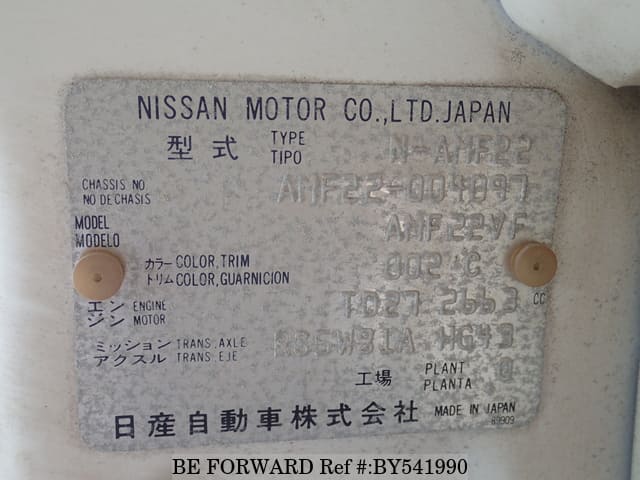 NISSAN MOTOR CO.,LTD.JAPAN
型式 TYPE TIPO N-AMF22
CHASSIS NO NO DE CHASIS AMF22-004897
MODEL MODELO AMF22VF
カラー COLOR,TRIM
トリム COLOR,GUARNICION 002 C
エンジン ENGINE MOTOR TD27 2663 CC
ミッション TRANS.AXLE
アクスル TRANS.EJE HG43
工場 PLANT PLANTA 0
日産自動車株式会社 MADE IN JAPAN
89909
BE FORWARD Ref #:BY541990